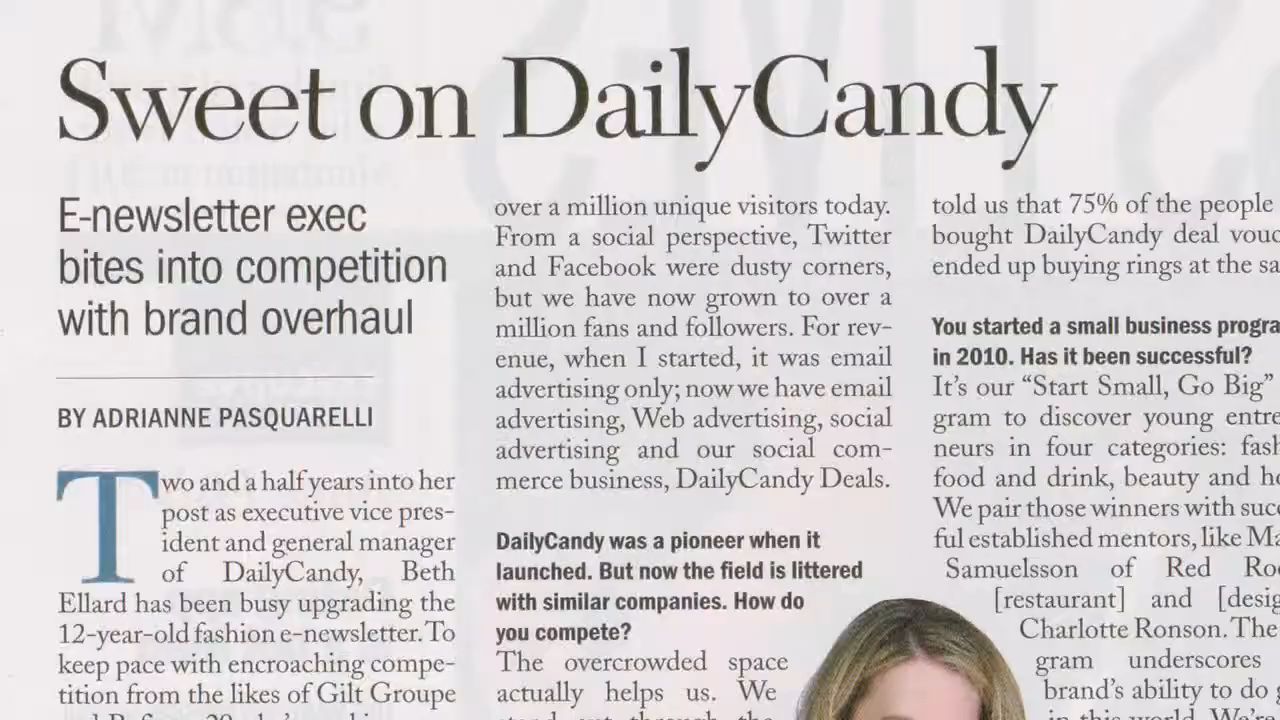 Sweet on DailyCandy
E-newsletter exec
bites into competition
with brand overhaul
BY ADRIANNE PASQUARELLI
Two and a half years into her
post as executive vice pres-
ident and general manager
of DailyCandy, Beth
Ellard has been busy upgrading the
12-year-old fashion e-newsletter. To
keep pace with encroaching compe-
tition from the likes of Gilt Groupe
over a million unique visitors today.
From a social perspective, Twitter
and Facebook were dusty corners,
but we have now grown to over a
million fans and followers. For rev-
enue, when I started, it was email
advertising only; now we have email
advertising, Web advertising, social
advertising and our social com-
merce business, DailyCandy Deals.
DailyCandy was a pioneer when it
launched. But now the field is littered
with similar companies. How do
you compete?
The overcrowded space
actually helps us. We
told us that 75% of the people
bought DailyCandy deal
ended up buying rings at the
You started a small business
in 2010. Has it been successful?
It's our “Start Small, Go Big”
gram to discover young
neurs in four categories:
food and drink, beauty and
We pair those winners with
ful established mentors, like
Samuelsson of Red
[restaurant] and
Charlotte Ronson. The
gram underscores
brand's ability to do